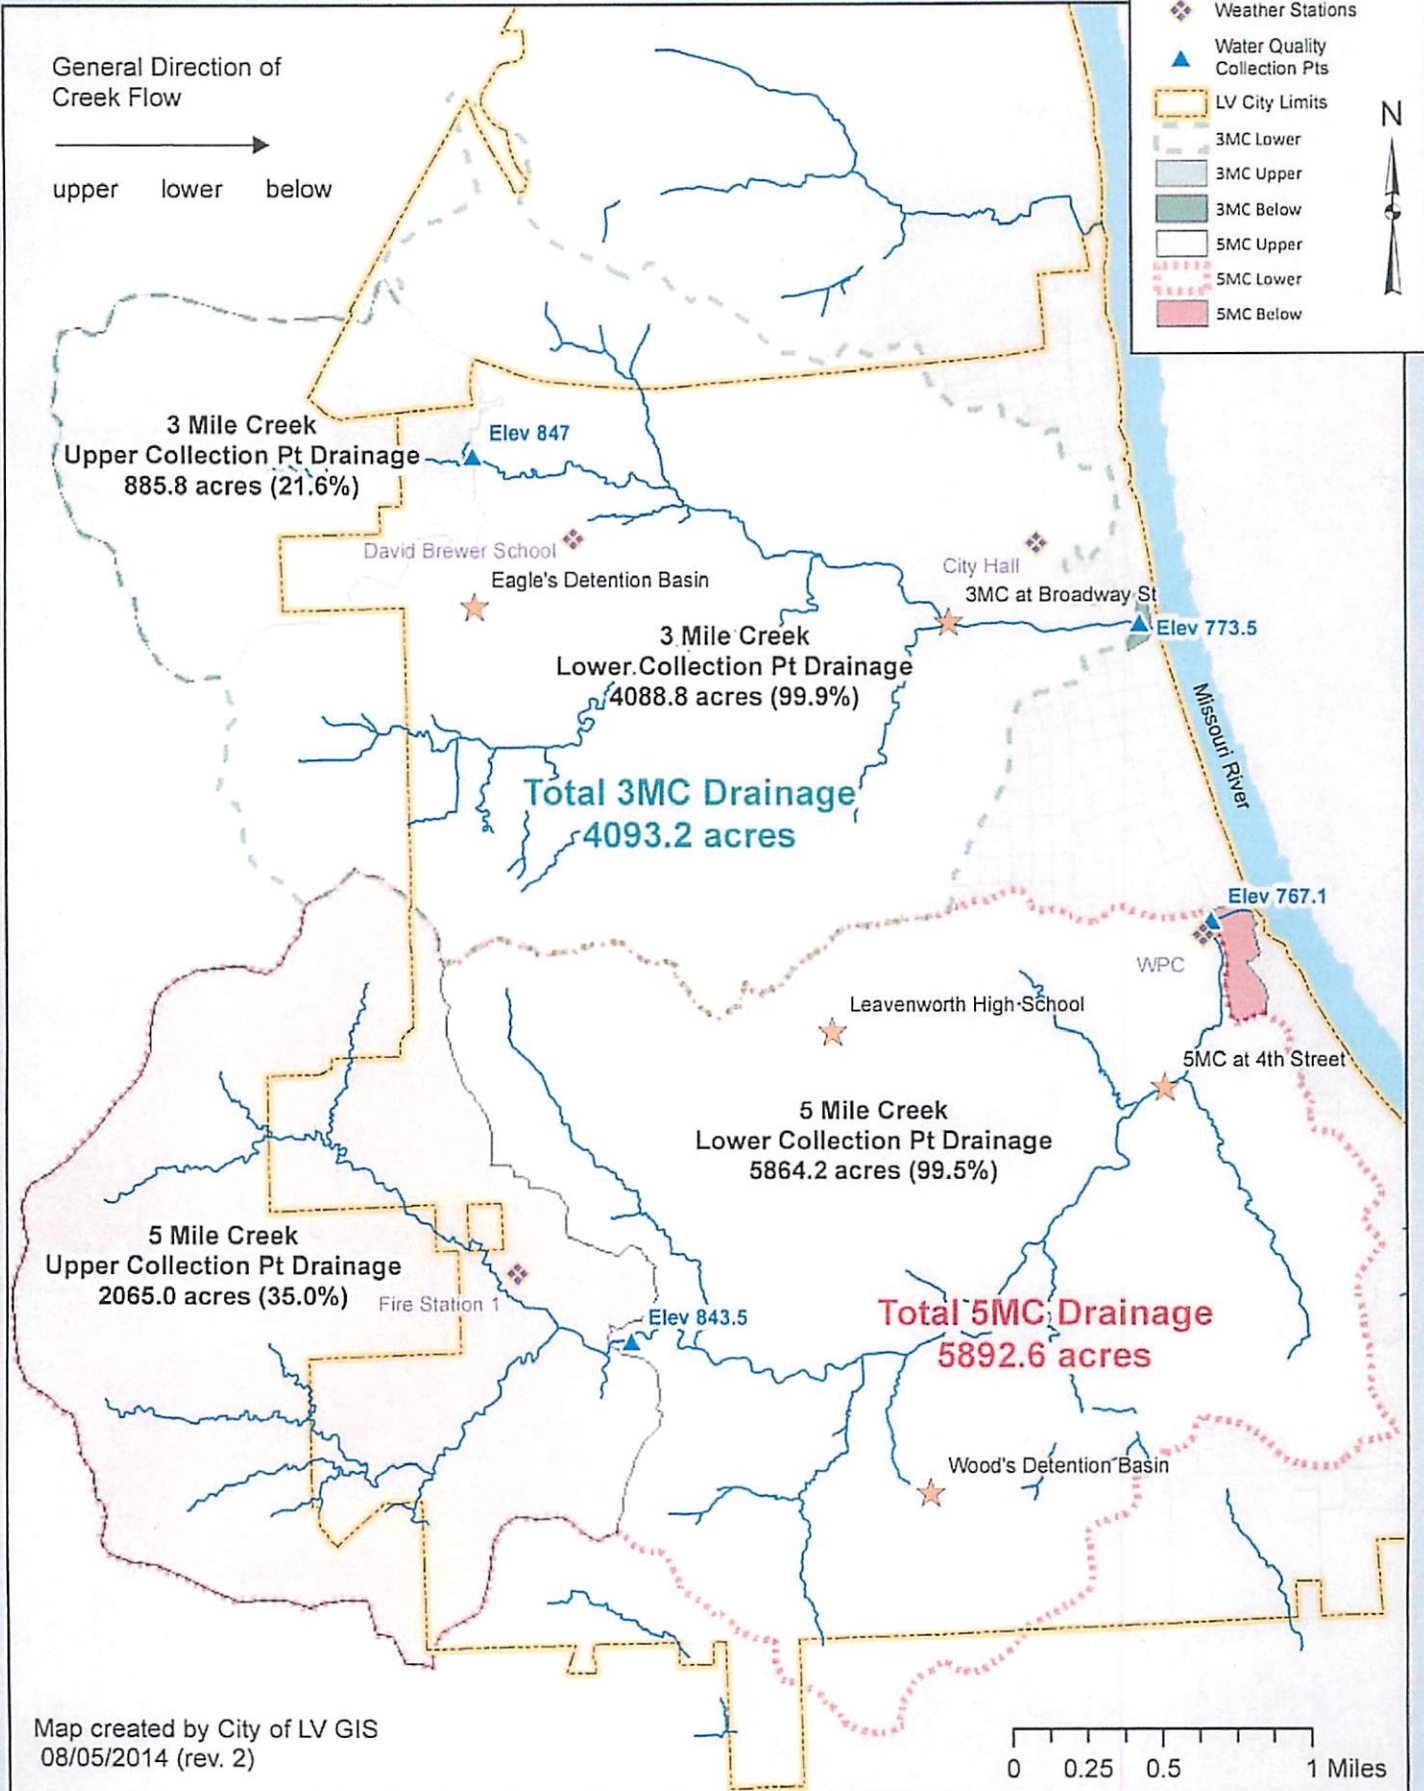 General Direction of
Creek Flow
upper lower below
Weather Stations
Water Quality
Collection Pts
LV City Limits
3MC Lower
3MC Upper
3MC Below
5MC Upper
5MC Lower
5MC Below
N
3 Mile Creek
Upper Collection Pt Drainage
885.8 acres (21.6%)
Elev 847
David Brewer School
Eagle's Detention Basin
City Hall
3MC at Broadway St
Elev 773.5
3 Mile Creek
Lower Collection Pt Drainage
4088.8 acres (99.9%)
Missouri River
Total 3MC Drainage
4093.2 acres
Elev 767.1
WPC
Leavenworth High School
5MC at 4th Street
5 Mile Creek
Lower Collection Pt Drainage
5864.2 acres (99.5%)
5 Mile Creek
Upper Collection Pt Drainage
2065.0 acres (35.0%)
Fire Station 1
Elev 843.5
Total 5MC Drainage
5892.6 acres
Wood's Detention Basin
Map created by City of LV GIS
08/05/2014 (rev. 2)
0 0.25 0.5 1 Miles